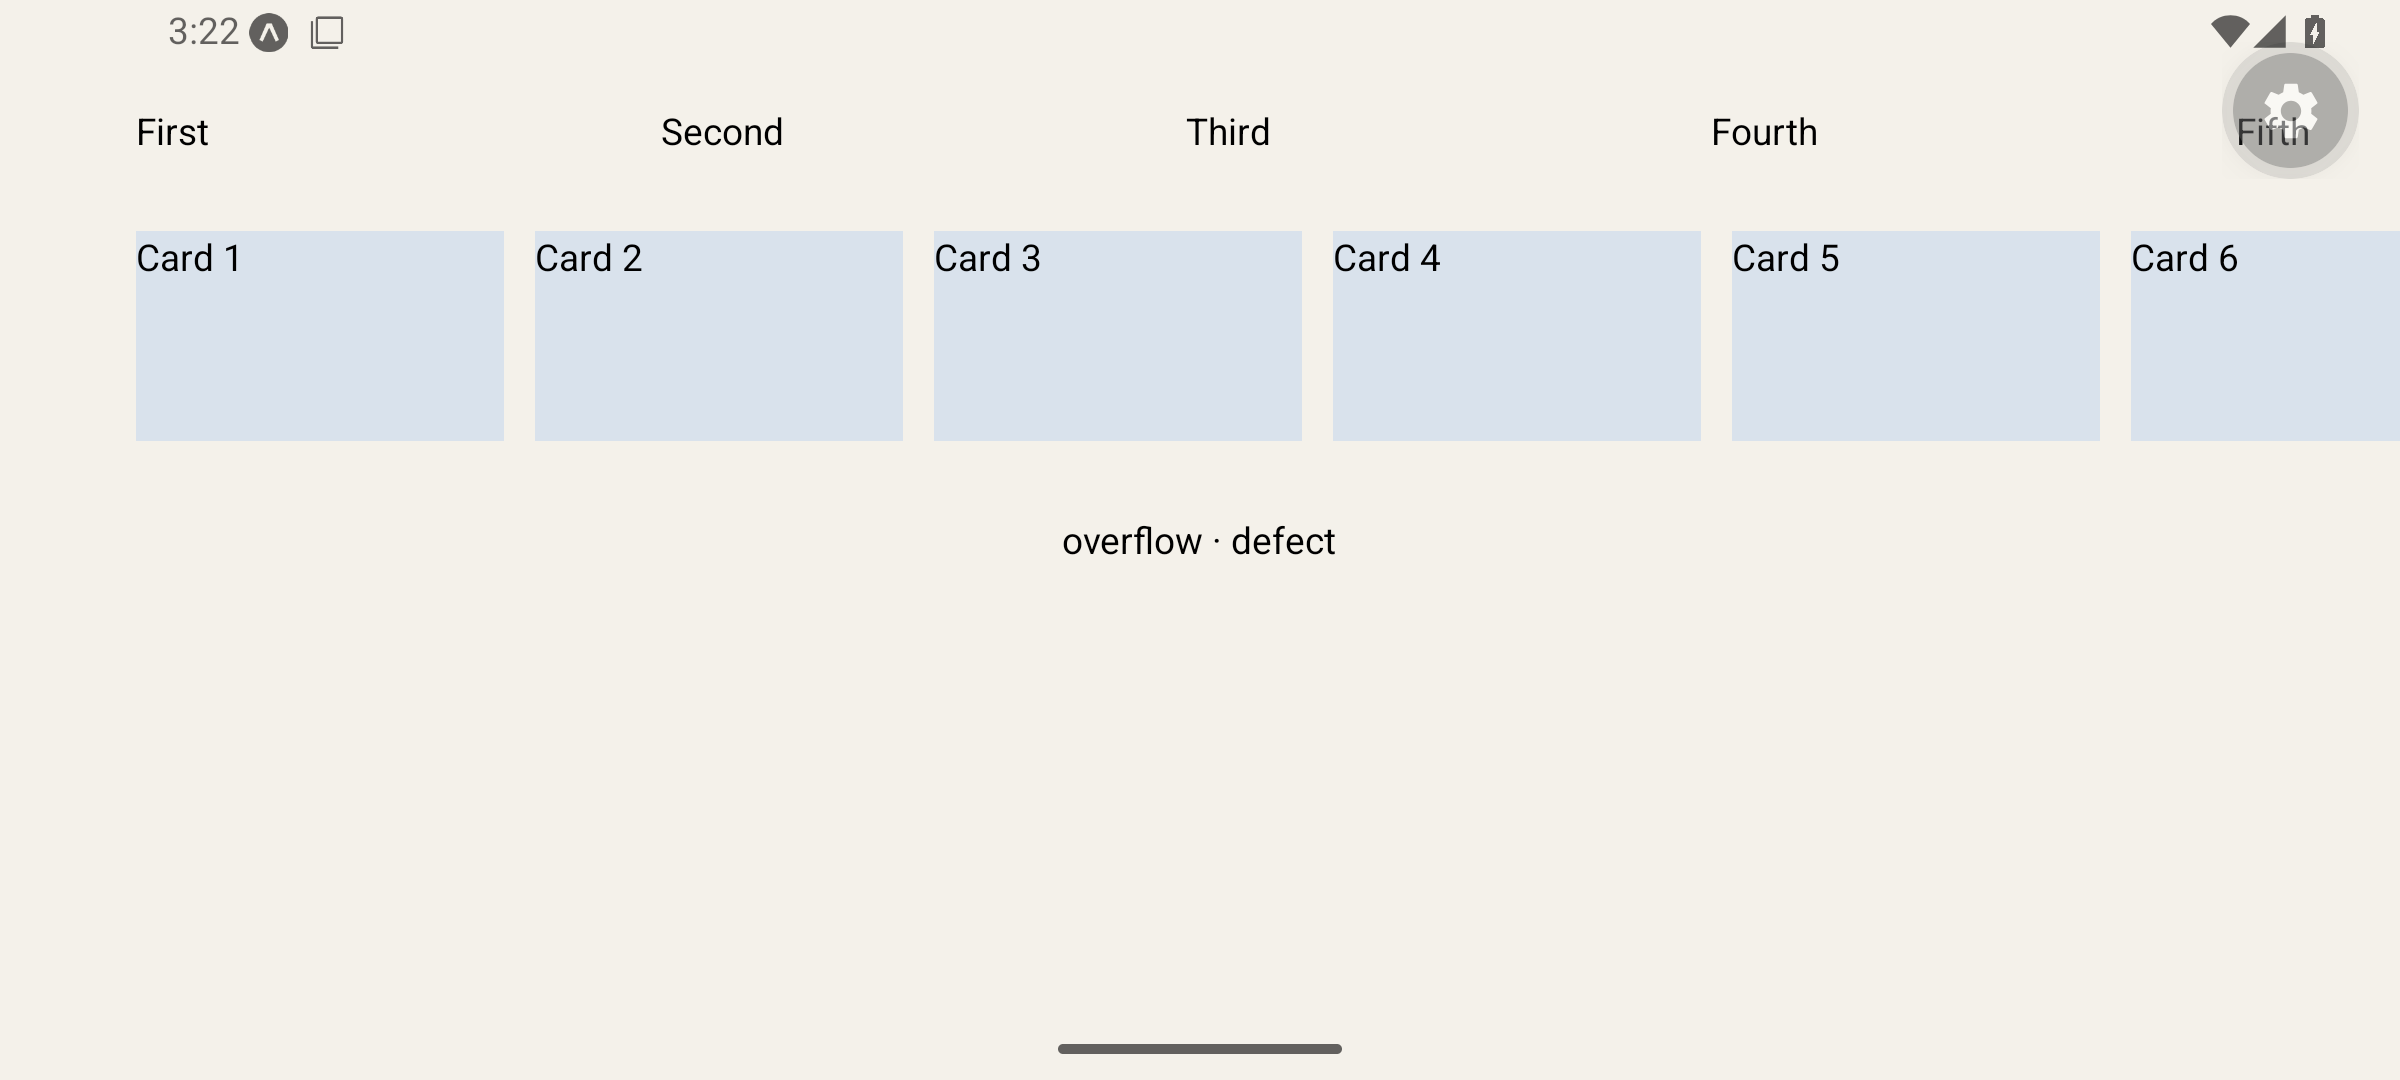 3:22
First Second Third Fourth Fifth
Card 1 Card 2 Card 3 Card 4 Card 5 Card 6
overflow · defect